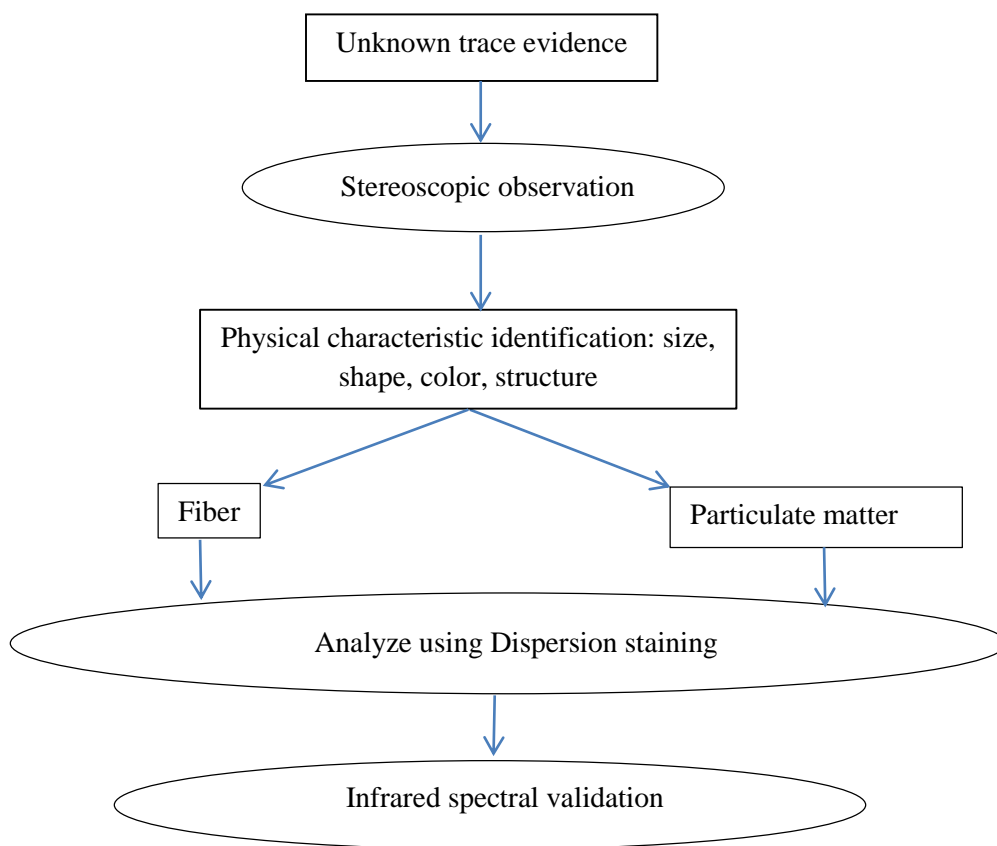 Unknown trace evidence
Stereoscopic observation
Physical characteristic identification: size,
shape, color, structure
Fiber
Particulate matter
Analyze using Dispersion staining
Infrared spectral validation